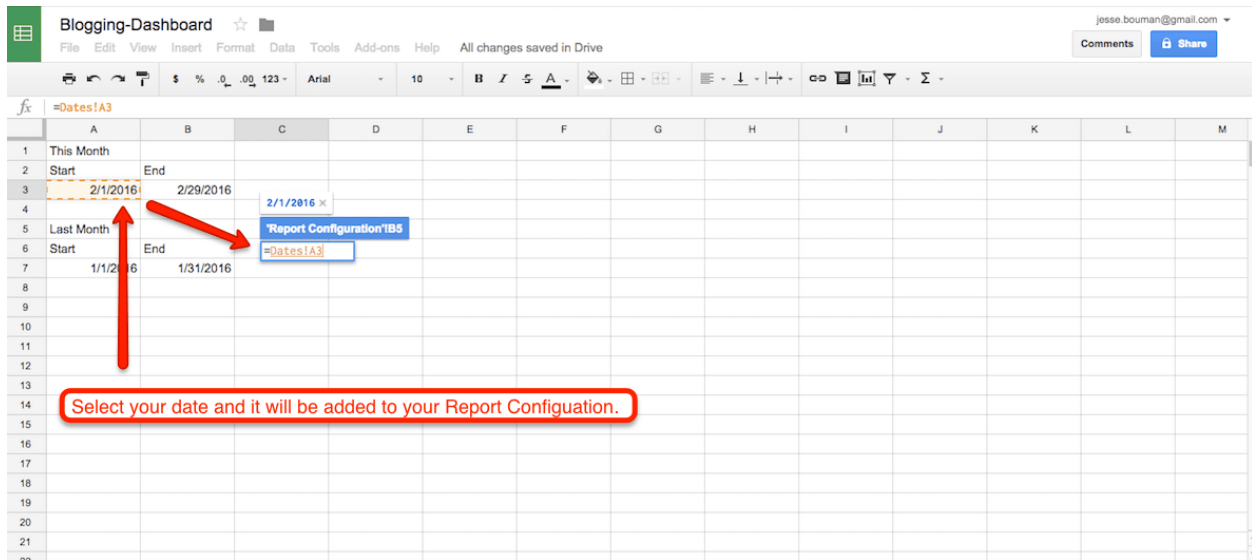 Blogging-Dashboard
jesse.bouman@gmail.com
File Edit View Insert Format Data Tools Add-ons Help All changes saved in Drive
Comments Share
$ % .0 .00 123 Arial 10 B I S A Σ
fx =Dates!A3
A B C D E F G H I J K L M
1 This Month
2 Start End
3 2/1/2016 2/29/2016
2/1/2016 ×
4
5 Last Month 'Report Configuration'!B5
6 Start End =Dates!A3
7 1/1/2016 1/31/2016
8
9
10
11
12
13
14 Select your date and it will be added to your Report Configuation.
15
16
17
18
19
20
21